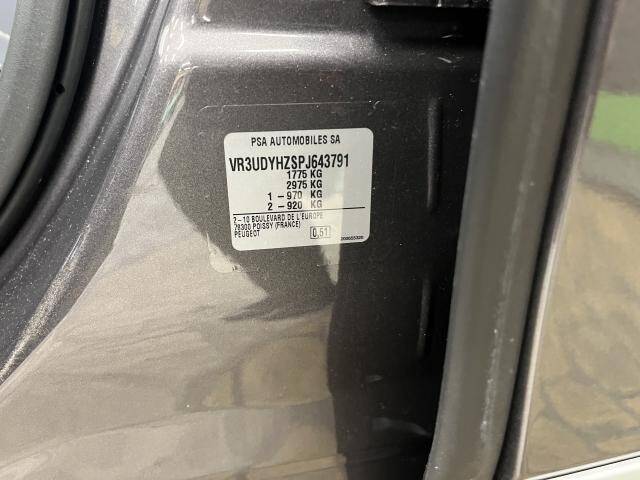 PSA AUTOMOBILES SA
VR3UDYHZSPJ643791
1775 KG
2975 KG
1 - 970 KG
2 - 920 KG
2-10 BOULEVARD DE L'EUROPE
78300 POISSY (FRANCE)
PEUGEOT
0,51